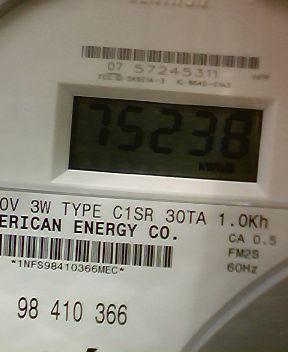 07 57245311
75238
kWh
0V 3W TYPE C1SR 30TA 1.0Kh
ERICAN ENERGY CO.
CA 0.5
FM2S
60Hz
*1NFS98410366MEC*
98 410 366